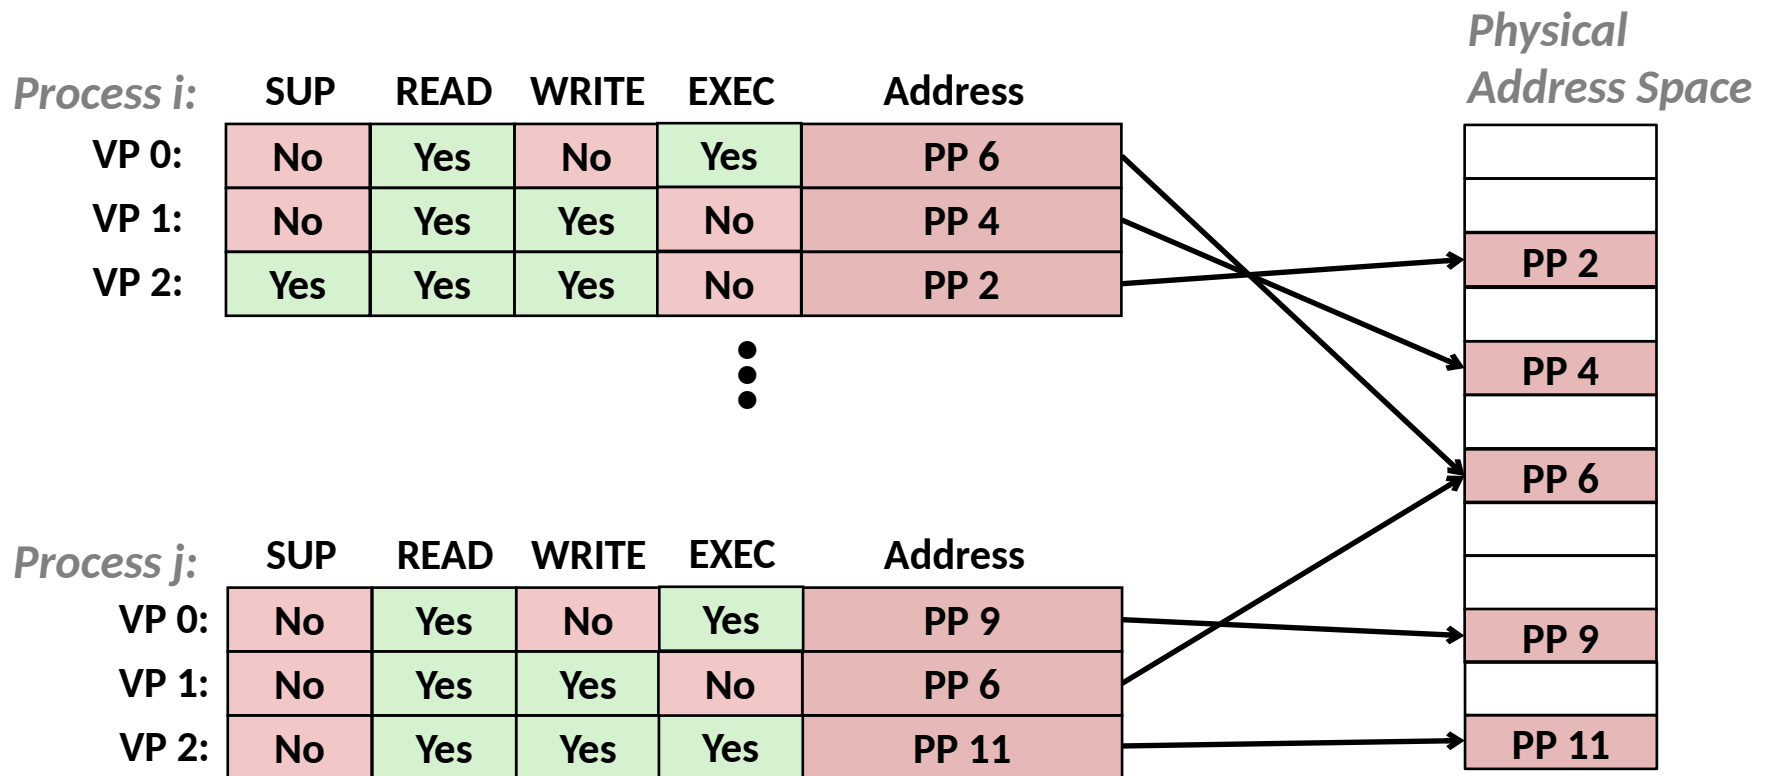 Physical
Address Space
Process i: SUP READ WRITE EXEC Address
VP 0: No Yes No Yes PP 6
VP 1: No Yes Yes No PP 4
VP 2: Yes Yes Yes No PP 2
PP 2
PP 4
PP 6
Process j: SUP READ WRITE EXEC Address
VP 0: No Yes No Yes PP 9
PP 9
VP 1: No Yes Yes No PP 6
VP 2: No Yes Yes Yes PP 11
PP 11